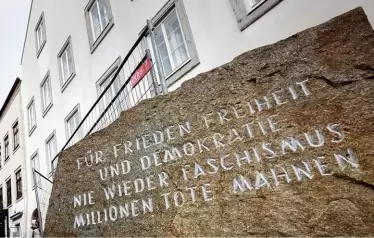 FÜR FRIEDEN FREIHEIT
UND DEMOKRATIE
NIE WIEDER FASCHISMUS
MILLIONEN TOTE MAHNEN